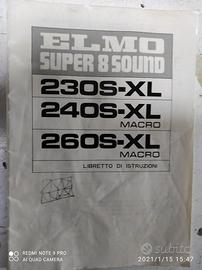 ELMO
SUPER 8 SOUND
230S-XL
240S-XL
MACRO
260S-XL
MACRO
LIBRETTO DI ISTRUZIONI
REDMI NOTE 9 PRO
AI QUAD CAMERA
subito
2021/1/15 15:47